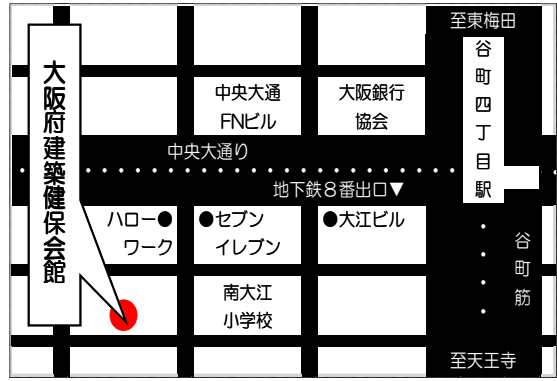 至東梅田
谷町四丁目駅
大阪府建築健保会館
中央大通
FNビル
大阪銀行
協会
中央大通り
地下鉄8番出口▼
ハロー●
ワーク
●セブン
イレブン
●大江ビル
谷町筋
南大江
小学校
至天王寺